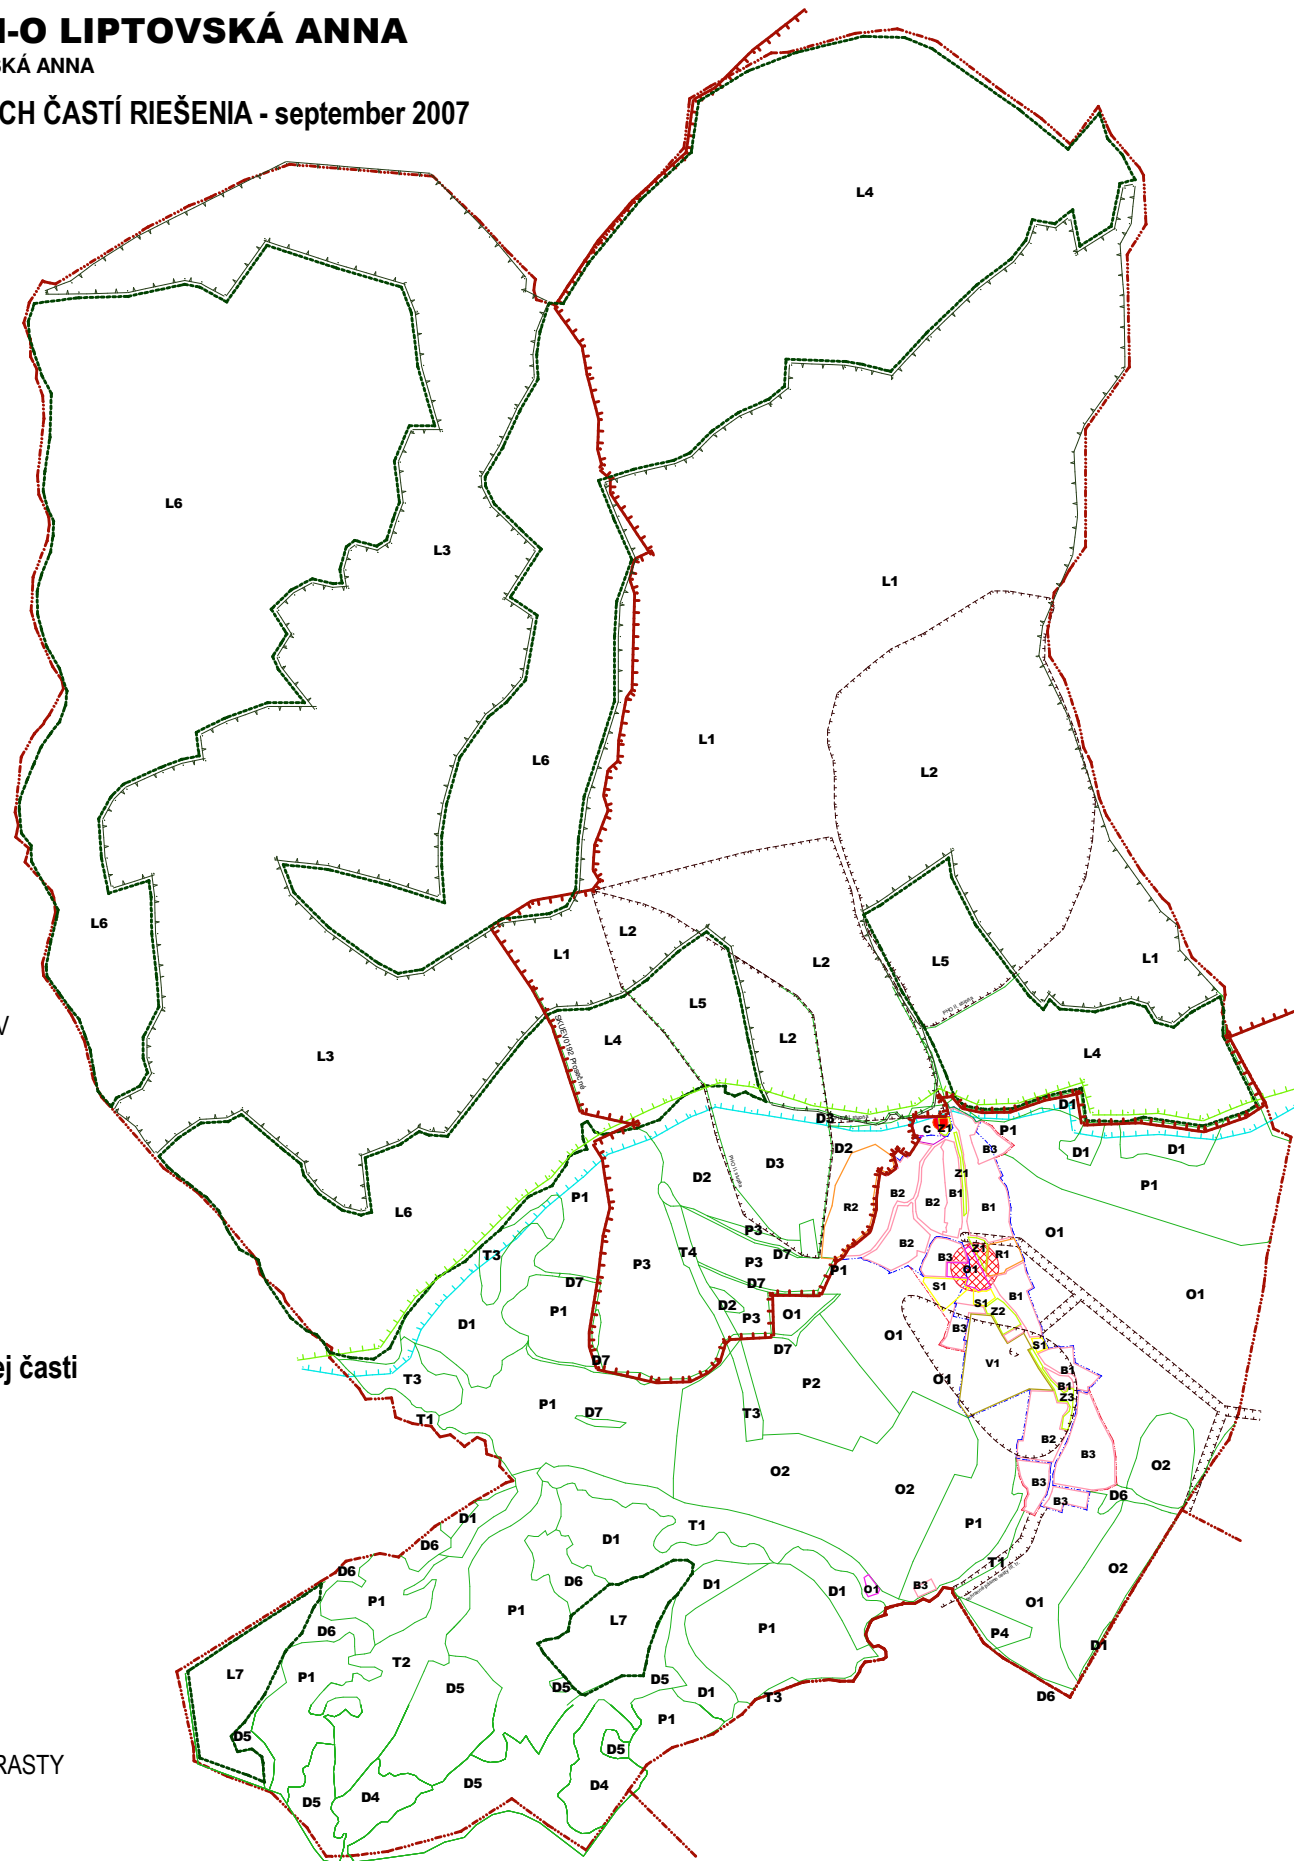 I-O LIPTOVSKÁ ANNA
SKÁ ANNA
CH ČASTÍ RIEŠENIA - september 2007
L4
L6
L3
L1
L1
L2
L6
L6
L2
L1
L2
L5
L1
L5
L4
L2
L3
L4
V
SKUEV0192 Prosečné
D1
D3
C
Z1
P1
D2
B3
D1
D1
D2
D3
Z1
P1
P1
B2
B2
B1
B1
R2
L6
O1
P3
T4
T3
B2
Z1
R1
P3
D7
B3
O1
P3
P1
D7
D7
S1
B1
O1
P1
D2
P3
O1
S1
Z2
D1
B3
O1
S1
D7
D7
V1
B1
ej časti
T3
P2
O1
B1
Z3
P1
D7
T1
T3
B2
B3
O2
O2
O2
B3
B3
D6
D1
T1
P1
D6
D1
T1
O2
D6
D6
D1
D1
O1
B3
P1
P1
L7
P1
O1
D6
P4
D1
T2
L7
P1
D5
D5
D5
D1
D6
T3
P1
D5
D5
RASTY
D5
D4
D5
D4